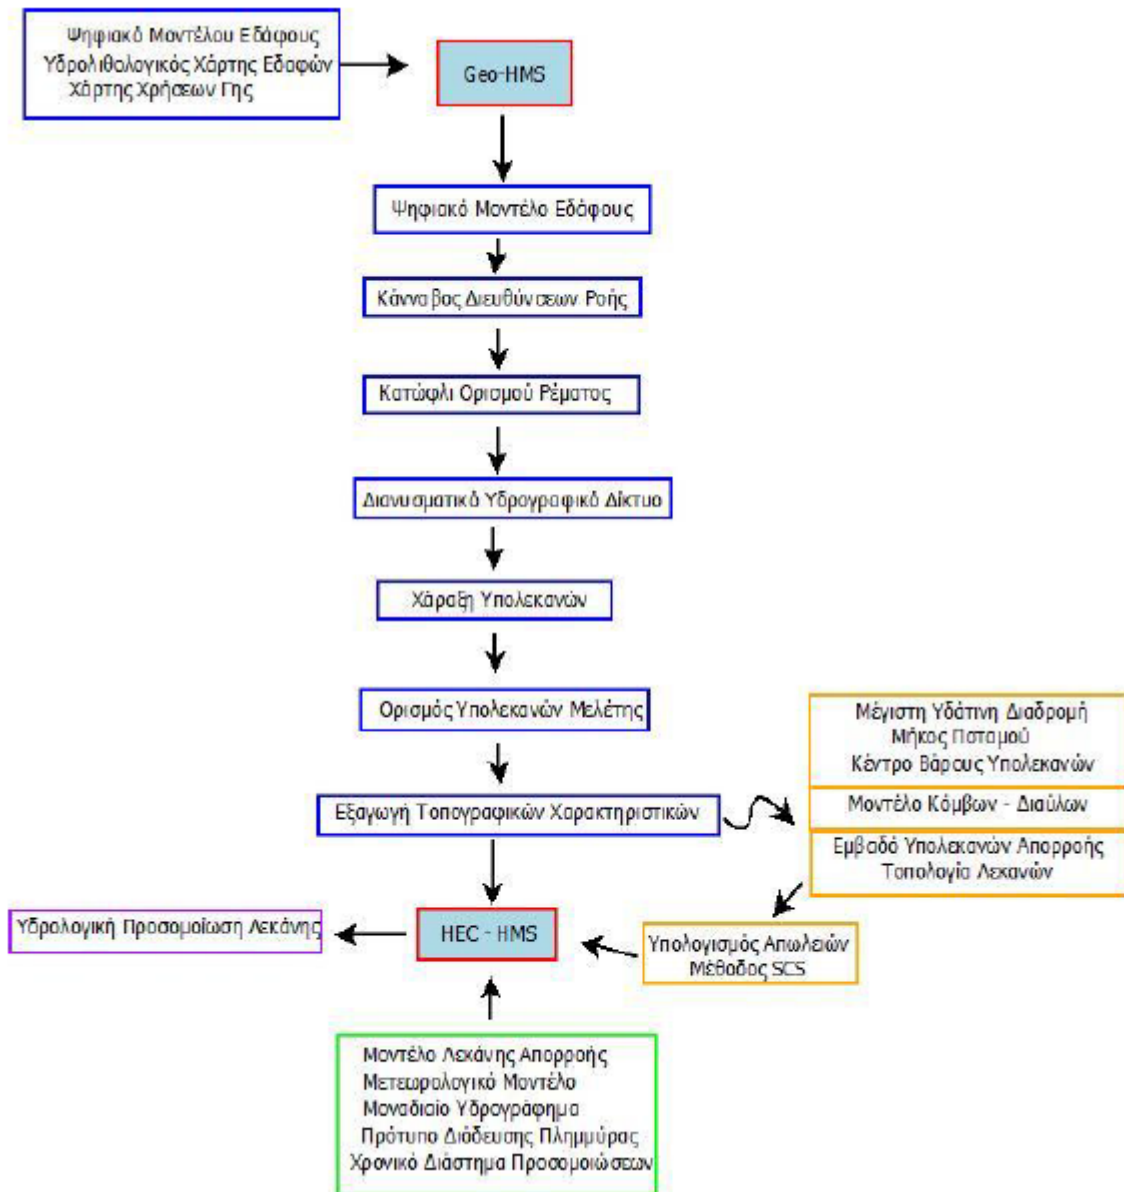 Ψηφιακό Μοντέλου Εδάφους
Υδρολιθολογικός Χάρτης Εδαφών
Χάρτης Χρήσεων Γης
Geo-HMS
Ψηφιακό Μοντέλο Εδάφους
Κάνναβος Διευθύνσεων Ροής
Κατώφλι Ορισμού Ρέματος
Διανυσματικό Υδρογραφικό Δίκτυο
Χάραξη Υπολεκανών
Ορισμός Υπολεκανών Μελέτης
Εξαγωγή Τοπογραφικών Χαρακτηριστικών
Μέγιστη Υδάτινη Διαδρομή
Μήκος Ποταμού
Κέντρο Βάρους Υπολεκανών
Μοντέλο Κόμβων - Διαύλων
Εμβαδό Υπολεκανών Απορροής
Τοπολογία Λεκανών
Υπολογισμός Απωλειών
Μέθοδος SCS
HEC - HMS
Υδρολογική Προσομοίωση Λεκάνης
Μοντέλο Λεκάνης Απορροής
Μετεωρολογικό Μοντέλο
Μοναδιαίο Υδρογράφημα
Πρότυπο Διόδευσης Πλημμύρας
Χρονικό Διάστημα Προσομοιώσεων